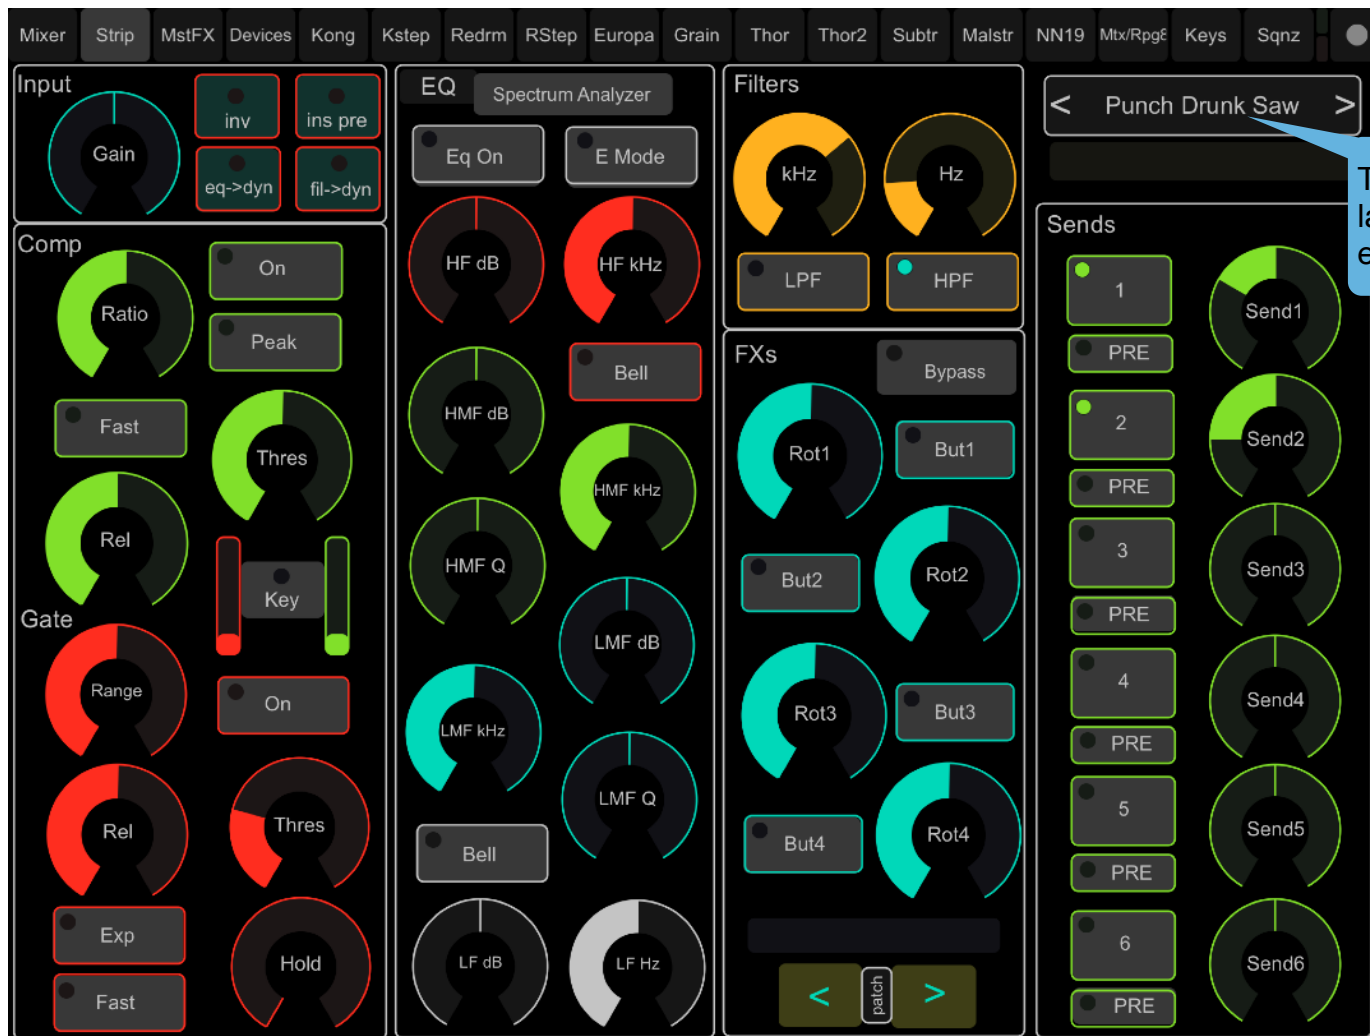 Mixer Strip MstFX Devices Kong Kstep Redrm RStep Europa Grain Thor Thor2 Subtr Malstr NN19 Mtx/Rpg8 Keys Sqnz
Input
Gain
inv
ins pre
eq->dyn
fil->dyn
Comp
Ratio
On
Peak
Fast
Thres
Rel
Key
Gate
Range
On
Rel
Thres
Exp
Fast
Hold
EQ
Spectrum Analyzer
Eq On
E Mode
HF dB
HF kHz
Bell
HMF dB
HMF kHz
HMF Q
LMF dB
LMF kHz
LMF Q
Bell
LF dB
LF Hz
Filters
kHz
Hz
LPF
HPF
FXs
Bypass
Rot1
But1
But2
Rot2
Rot3
But3
But4
Rot4
<
patch
>
< Punch Drunk Saw >
Sends
1
Send1
PRE
2
Send2
PRE
3
Send3
PRE
4
Send4
PRE
5
Send5
PRE
6
Send6
PRE